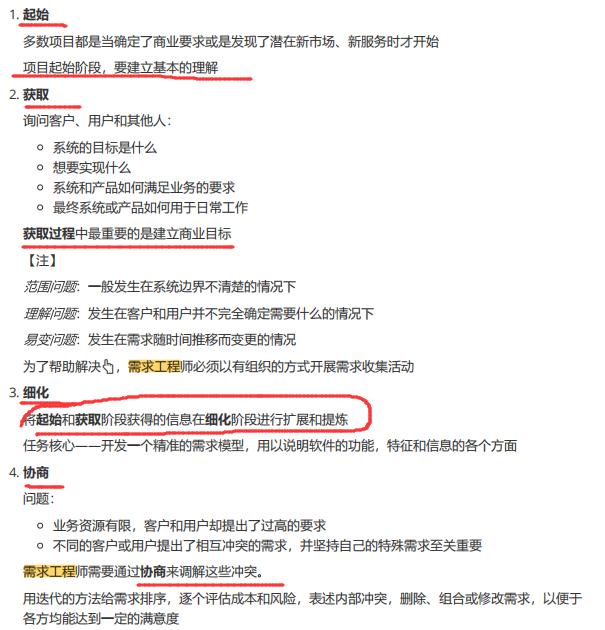 1. 起始
多数项目都是当确定了商业要求或是发现了潜在新市场、新服务时才开始
项目起始阶段，要建立基本的理解
2. 获取
询问客户、用户和其他人：
系统的目标是什么
想要实现什么
系统和产品如何满足业务的要求
最终系统或产品如何用于日常工作
获取过程中最重要的是建立商业目标
【注】
范围问题：一般发生在系统边界不清楚的情况下
理解问题：发生在客户和用户并不完全确定需要什么的情况下
易变问题：发生在需求随时间推移而变更的情况
为了帮助解决👆，需求工程师必须以有组织的方式开展需求收集活动
3. 细化
将起始和获取阶段获得的信息在细化阶段进行扩展和提炼
任务核心——开发一个精准的需求模型，用以说明软件的功能，特征和信息的各个方面
4. 协商
问题：
业务资源有限，客户和用户却提出了过高的要求
不同的客户或用户提出了相互冲突的需求，并坚持自己的特殊需求至关重要
需求工程师需要通过协商来调解这些冲突。
用迭代的方法给需求排序，逐个评估成本和风险，表述内部冲突，删除、组合或修改需求，以便于
各方均能达到一定的满意度